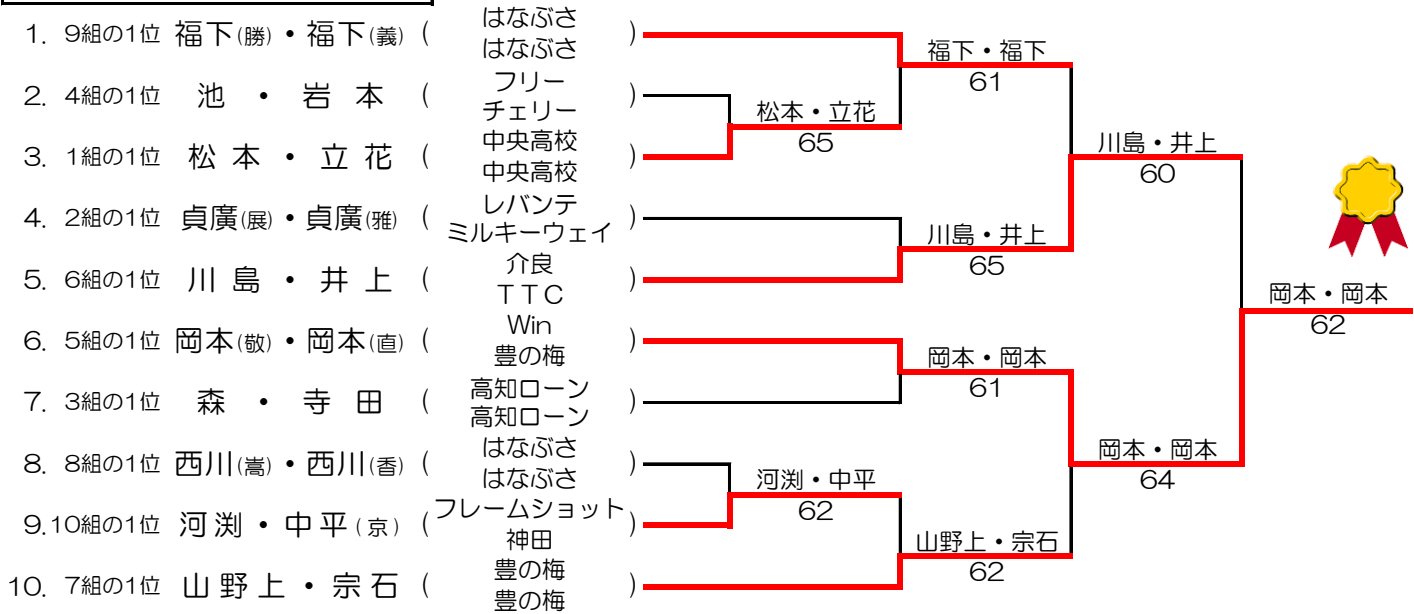 1. 9組の1位 福下(勝)・福下(義) ( はなぶさ
はなぶさ )
2. 4組の1位 池・岩本 ( フリー
チェリー )
3. 1組の1位 松本・立花 ( 中央高校
中央高校 )
4. 2組の1位 貞廣(展)・貞廣(雅) ( レバンテ
ミルキーウェイ )
5. 6組の1位 川島・井上 ( 介良
TTC )
6. 5組の1位 岡本(敬)・岡本(直) ( Win
豊の梅 )
7. 3組の1位 森・寺田 ( 高知ローン
高知ローン )
8. 8組の1位 西川(嵩)・西川(香) ( はなぶさ
はなぶさ )
9. 10組の1位 河渕・中平(京) ( フレームショット
神田 )
10. 7組の1位 山野上・宗石 ( 豊の梅
豊の梅 )
松本・立花
65
河渕・中平
62
福下・福下
61
川島・井上
65
岡本・岡本
61
山野上・宗石
62
川島・井上
60
岡本・岡本
64
岡本・岡本
62